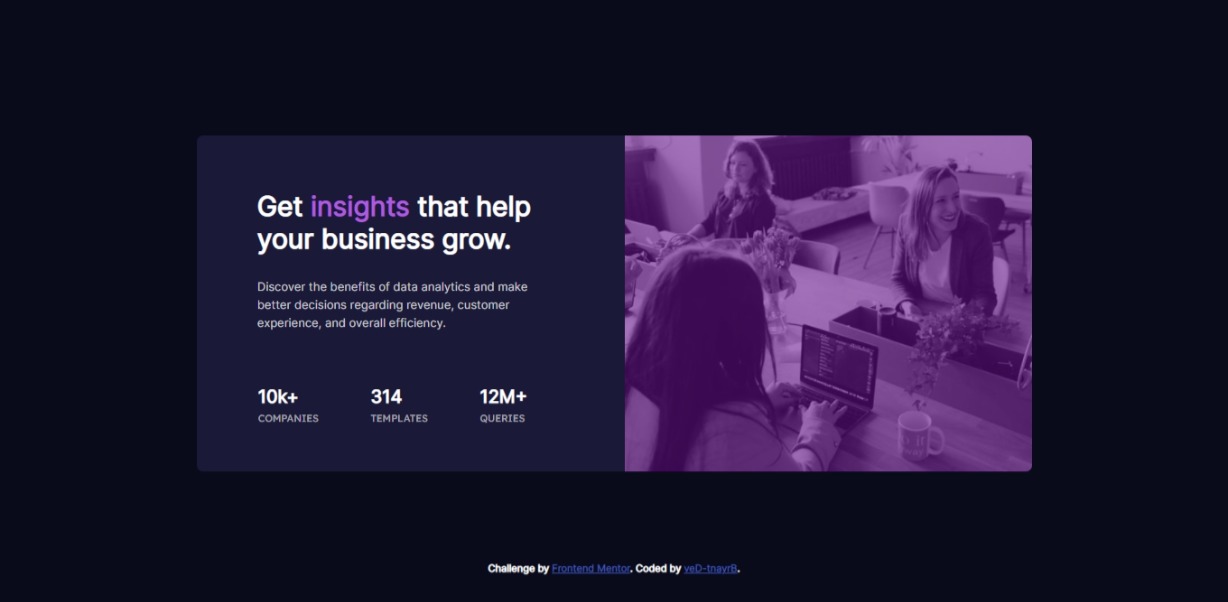 Get insights that help
your business grow.
Discover the benefits of data analytics and make
better decisions regarding revenue, customer
experience, and overall efficiency.
10k+ 314 12M+
COMPANIES TEMPLATES QUERIES
Challenge by Frontend Mentor. Coded by veD-tnayrB.